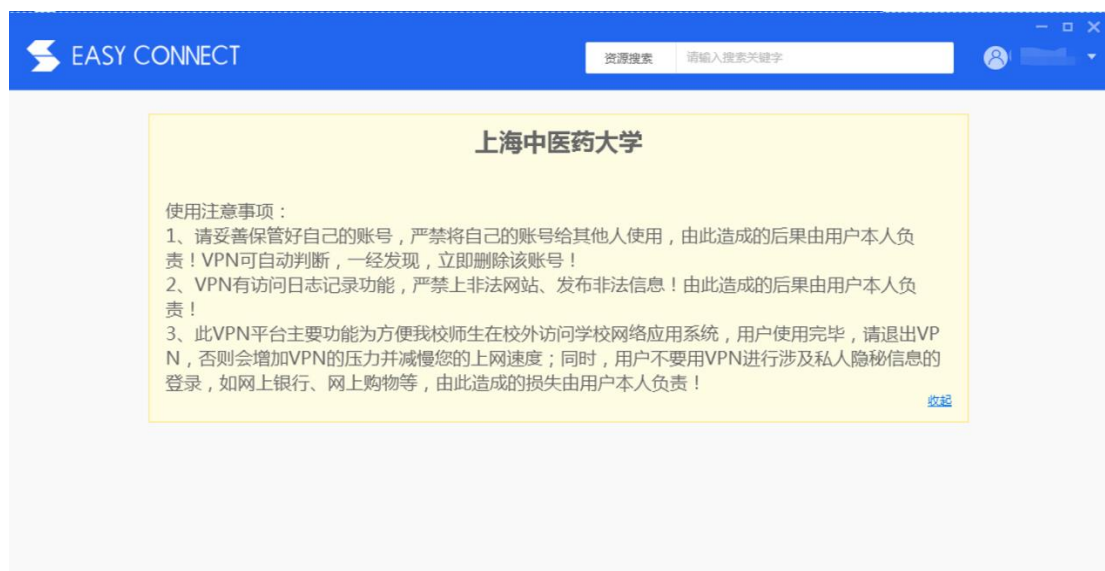 EASY CONNECT
资源搜索
请输入搜索关键字
上海中医药大学
使用注意事项：
1、请妥善保管好自己的账号，严禁将自己的账号给其他人使用，由此造成的后果由用户本人负
责！VPN可自动判断，一经发现，立即删除该账号！
2、VPN有访问日志记录功能，严禁上非法网站、发布非法信息！由此造成的后果由用户本人负
责！
3、此VPN平台主要功能为方便我校师生在校外访问学校网络应用系统，用户使用完毕，请退出VP
N，否则会增加VPN的压力并减慢您的上网速度；同时，用户不要用VPN进行涉及私人隐秘信息的
登录，如网上银行、网上购物等，由此造成的损失由用户本人负责！
收起